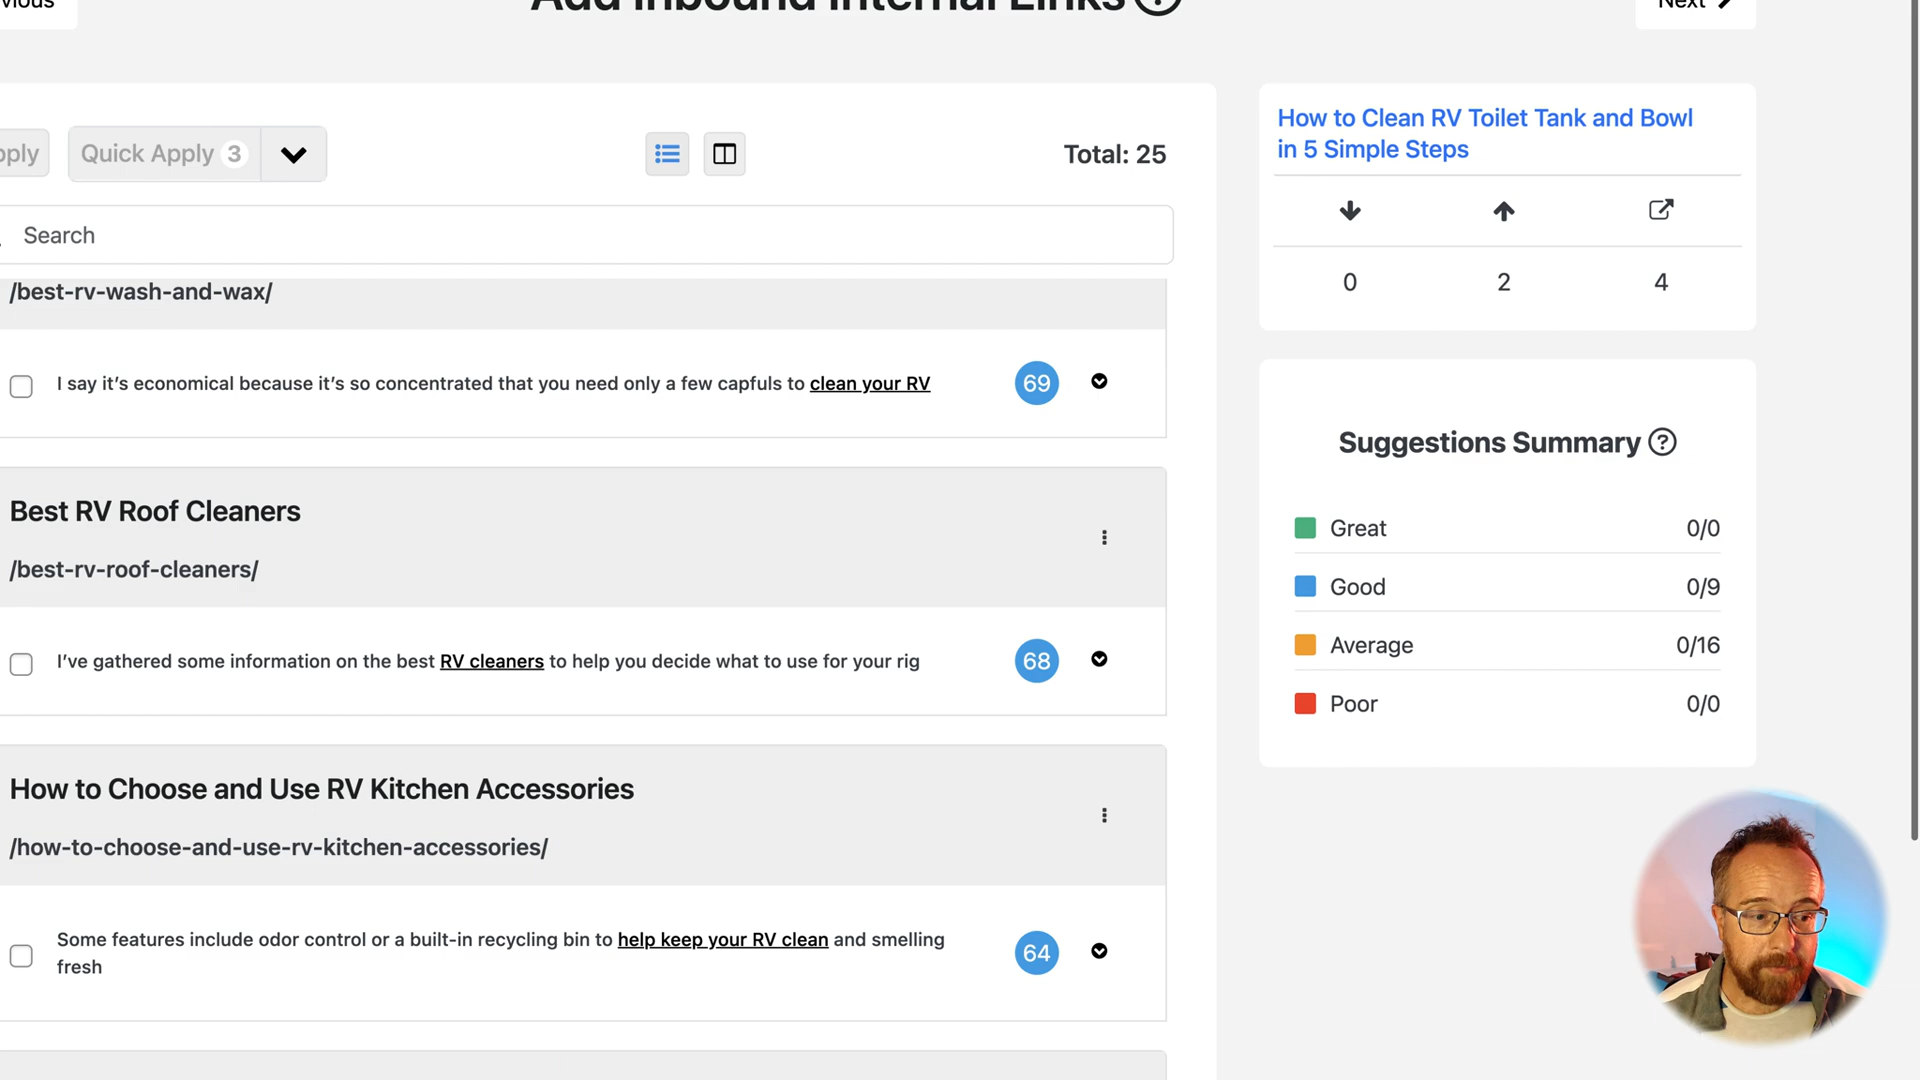 Add Inbound Internal Links
Next
Quick Apply 3
Total: 25
Search
/best-rv-wash-and-wax/
I say it’s economical because it’s so concentrated that you need only a few capfuls to clean your RV
69
Best RV Roof Cleaners
/best-rv-roof-cleaners/
I’ve gathered some information on the best RV cleaners to help you decide what to use for your rig
68
How to Choose and Use RV Kitchen Accessories
/how-to-choose-and-use-rv-kitchen-accessories/
Some features include odor control or a built-in recycling bin to help keep your RV clean and smelling
fresh
64
How to Clean RV Toilet Tank and Bowl
in 5 Simple Steps
0 2 4
Suggestions Summary
Great 0/0
Good 0/9
Average 0/16
Poor 0/0